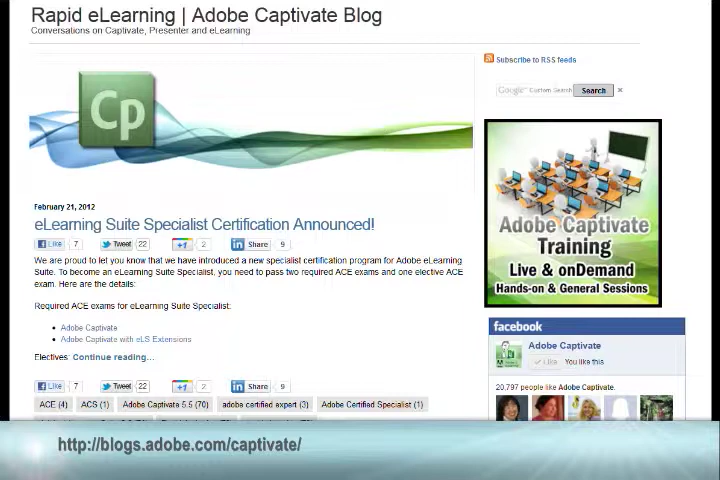 Rapid eLearning | Adobe Captivate Blog
Conversations on Captivate, Presenter and eLearning
Subscribe to RSS feeds
Google™ Custom Search
Search
×
Cp
Adobe Captivate
Training
Live & onDemand
Hands-on & General Sessions
February 21, 2012
eLearning Suite Specialist Certification Announced!
Like 7 Tweet 22 +1 2 in Share 9
We are proud to let you know that we have introduced a new specialist certification program for Adobe eLearning
Suite. To become an eLearning Suite Specialist, you need to pass two required ACE exams and one elective ACE
exam. Here are the details:
Required ACE exams for eLearning Suite Specialist:
Adobe Captivate
Adobe Captivate with eLS Extensions
Electives: Continue reading…
Like 7 Tweet 22 +1 2 in Share 9
ACE (4) ACS (1) Adobe Captivate 5.5 (70) adobe certified expert (3) Adobe Certified Specialist (1)
facebook
Adobe Captivate
Like You like this
20,797 people like Adobe Captivate.
http://blogs.adobe.com/captivate/